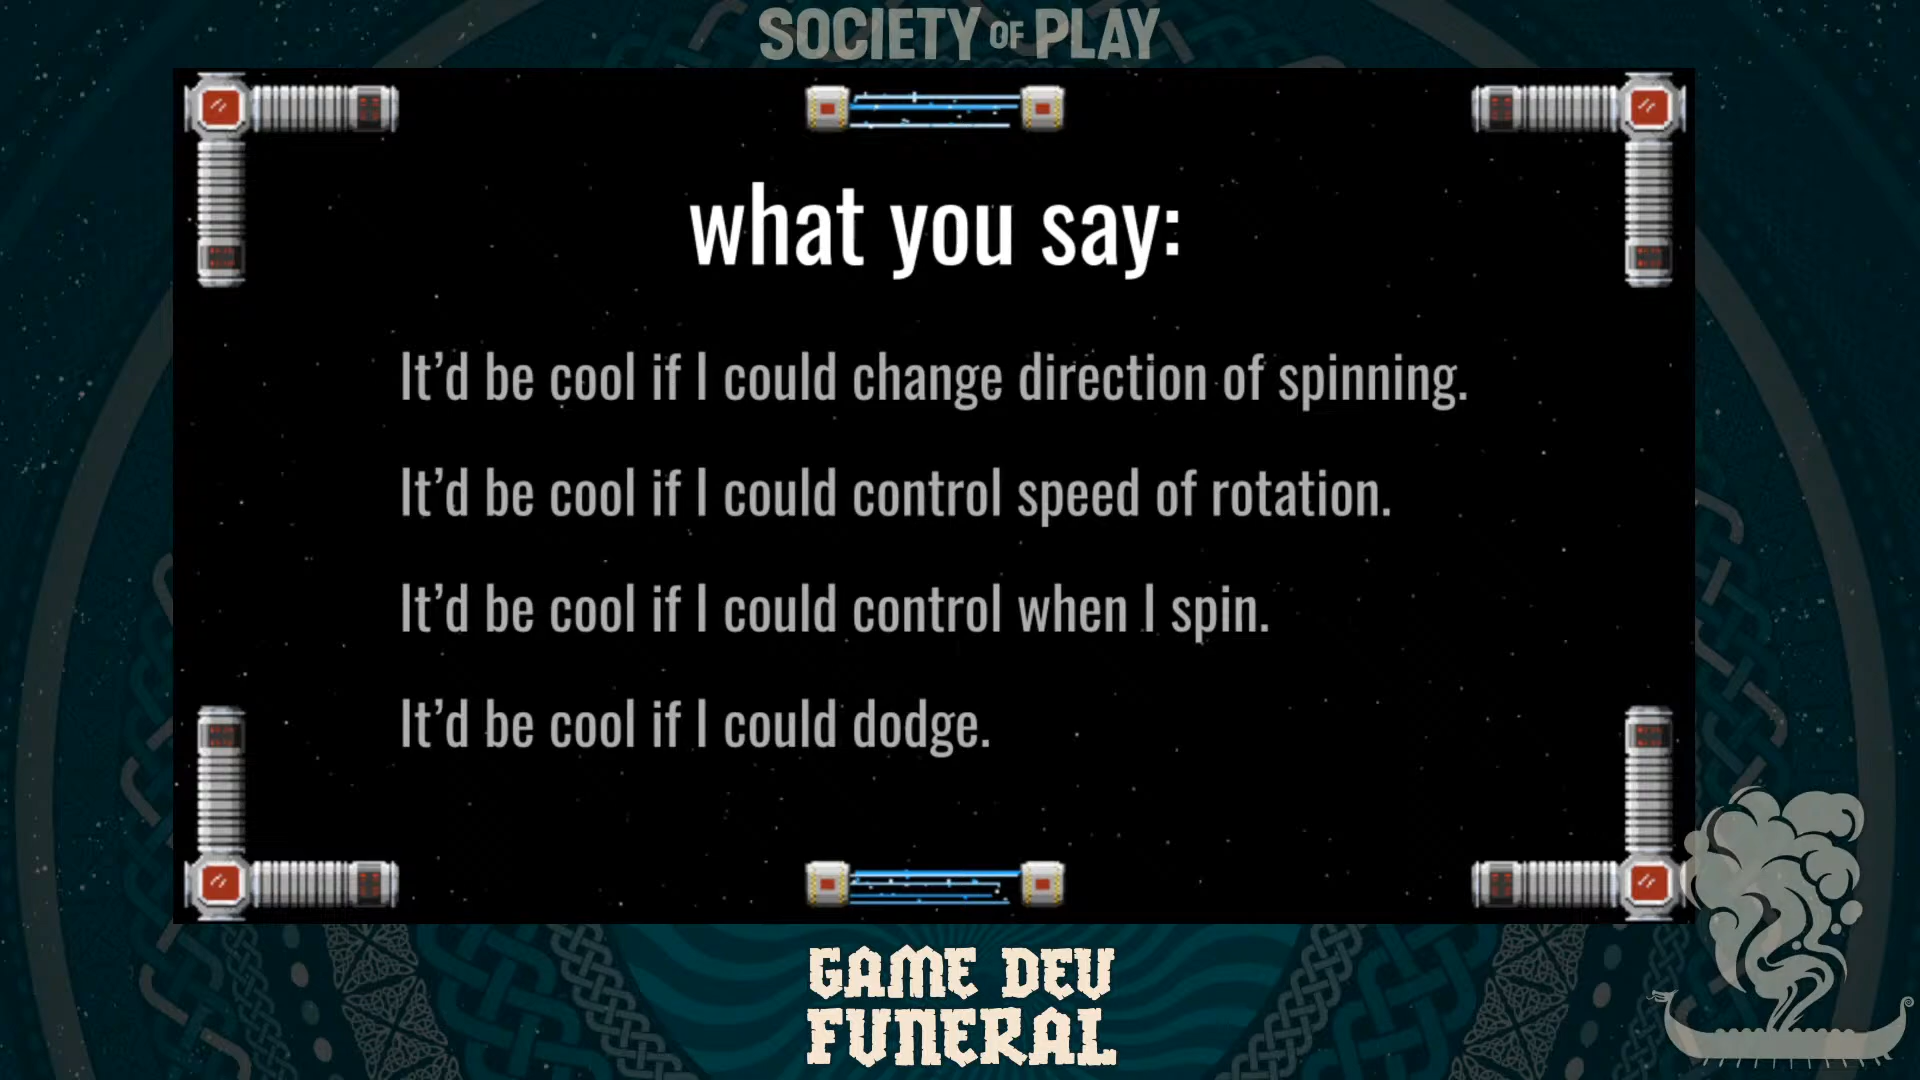 SOCIETY OF PLAY
what you say:
It’d be cool if I could change direction of spinning.
It’d be cool if I could control speed of rotation.
It’d be cool if I could control when I spin.
It’d be cool if I could dodge.
GAME DEV
FUNERAL